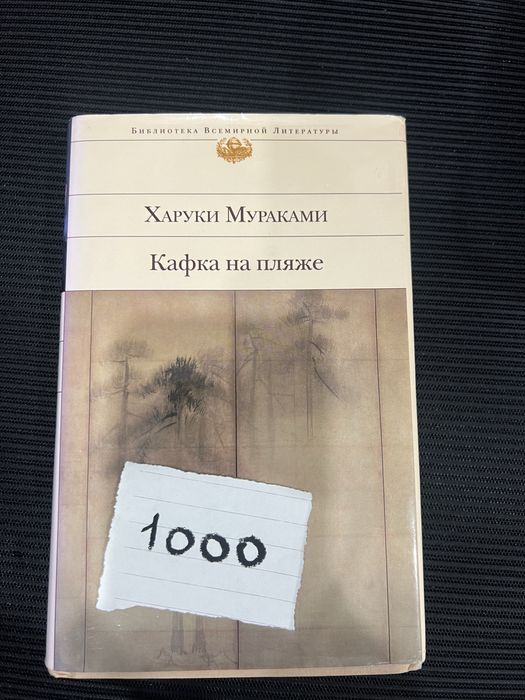 Библиотека Всемирной Литературы
Харуки Мураками
Кафка на пляже
1000